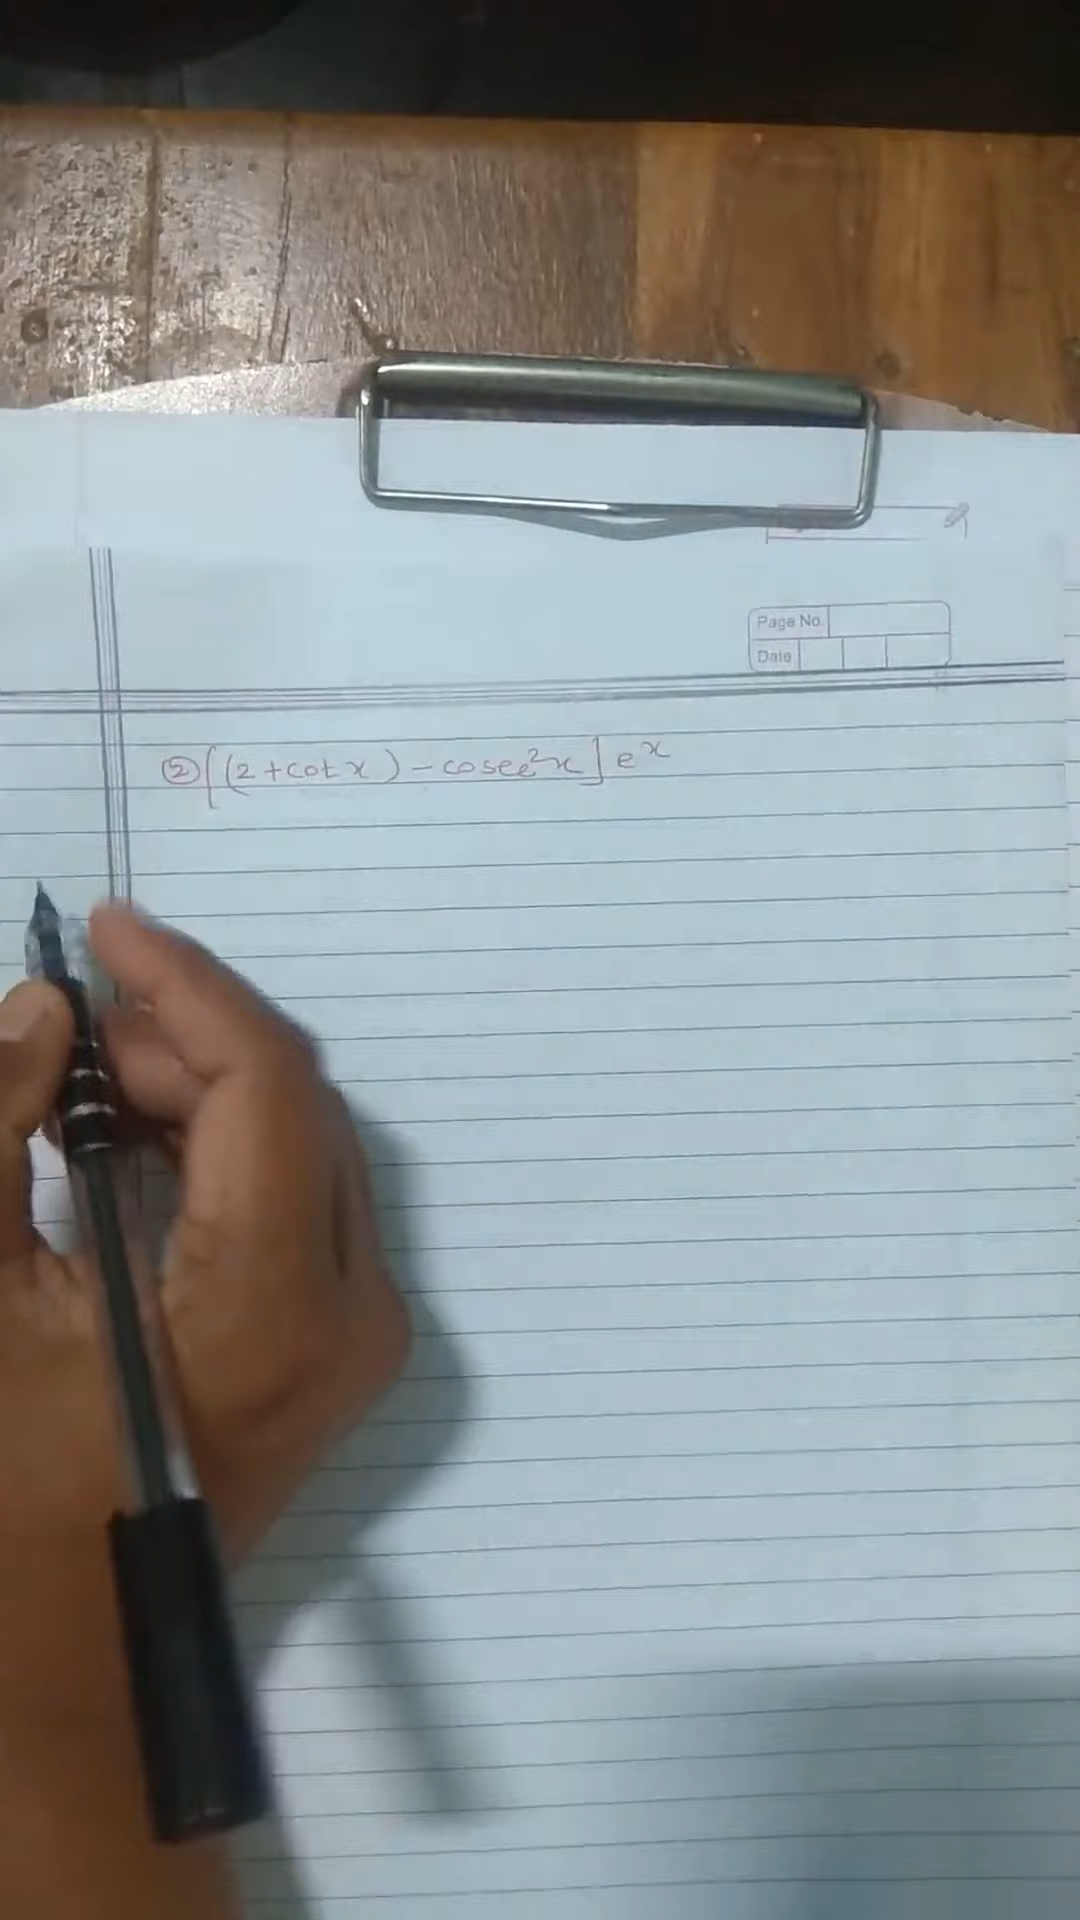 Page No.
Date
② [(2+cot x) - cosec²x] eˣ